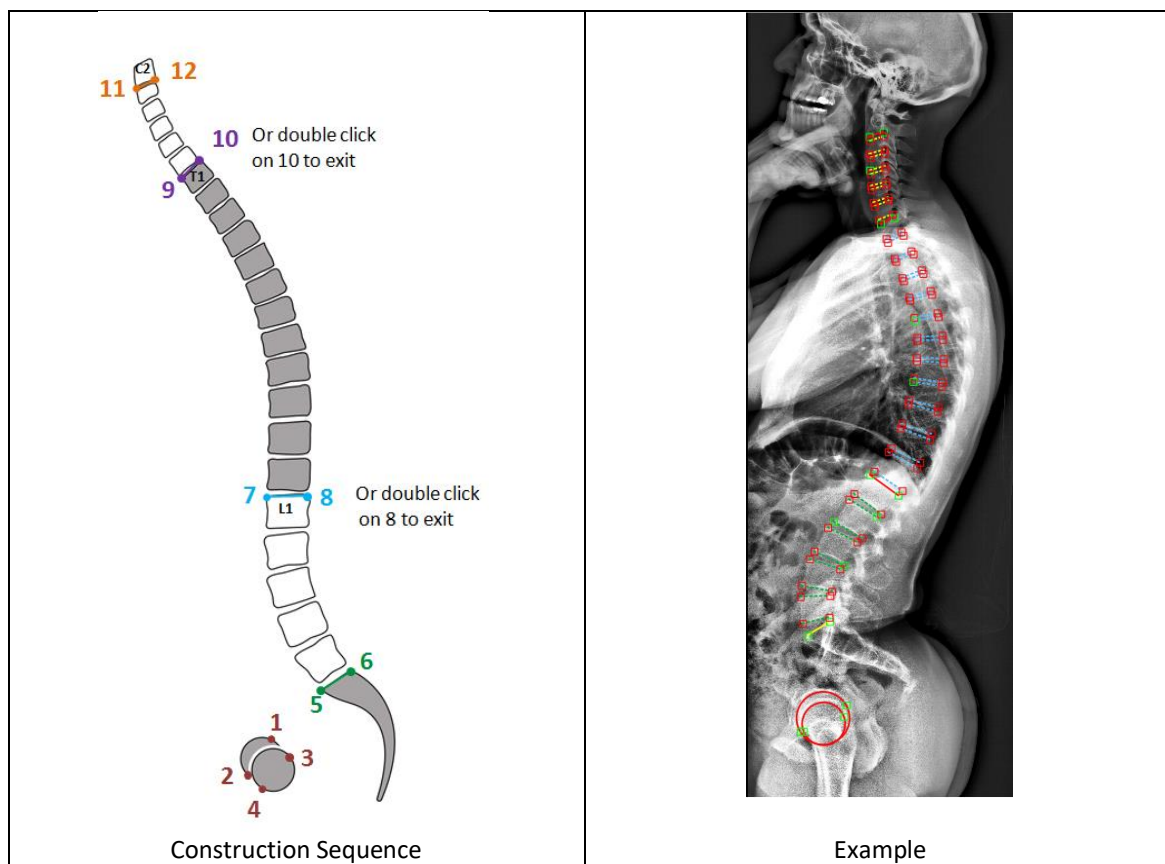 C2
12
11
10
Or double click
on 10 to exit
9
T1
7
8
Or double click
on 8 to exit
L1
6
5
1
3
2
4
Construction Sequence
Example